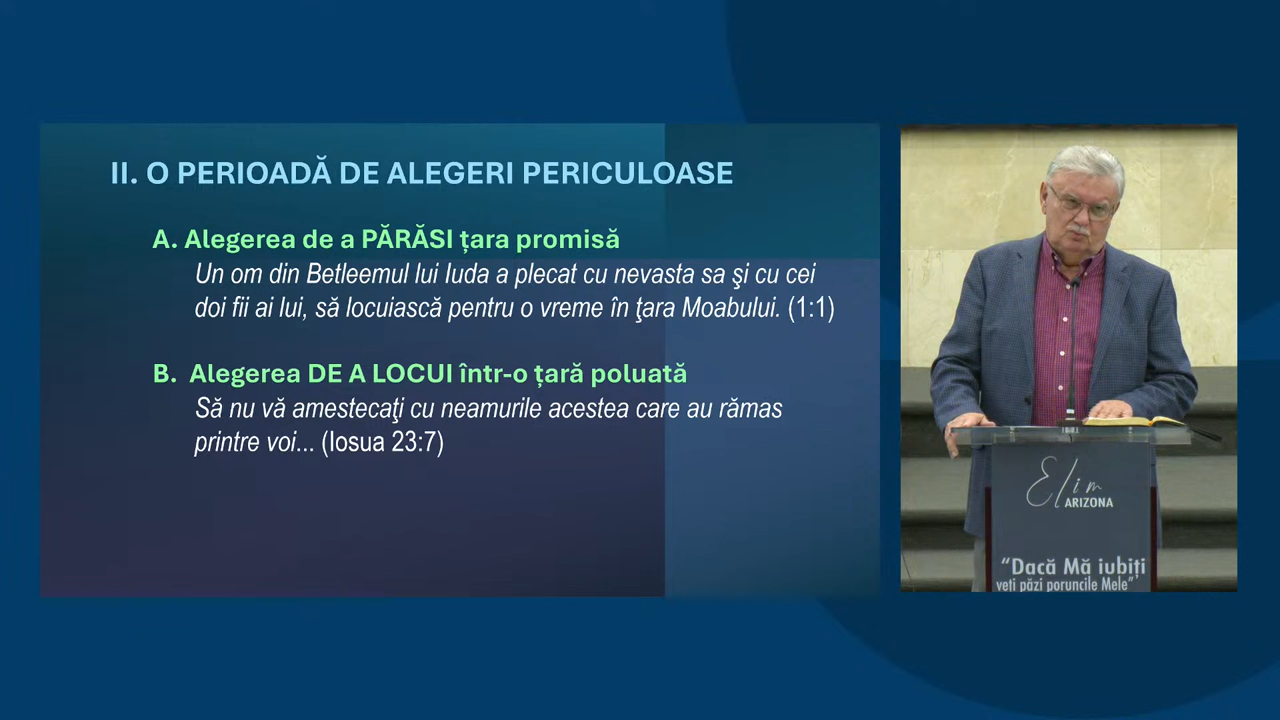 II. O PERIOADĂ DE ALEGERI PERICULOASE
A. Alegerea de a PĂRĂSI țara promisă
Un om din Betleemul lui Iuda a plecat cu nevasta sa şi cu cei
doi fii ai lui, să locuiască pentru o vreme în ţara Moabului. (1:1)
B. Alegerea DE A LOCUI într-o țară poluată
Să nu vă amestecaţi cu neamurile acestea care au rămas
printre voi... (Iosua 23:7)
Elim
ARIZONA
“Dacă Mă iubiți
veți păzi poruncile Mele”